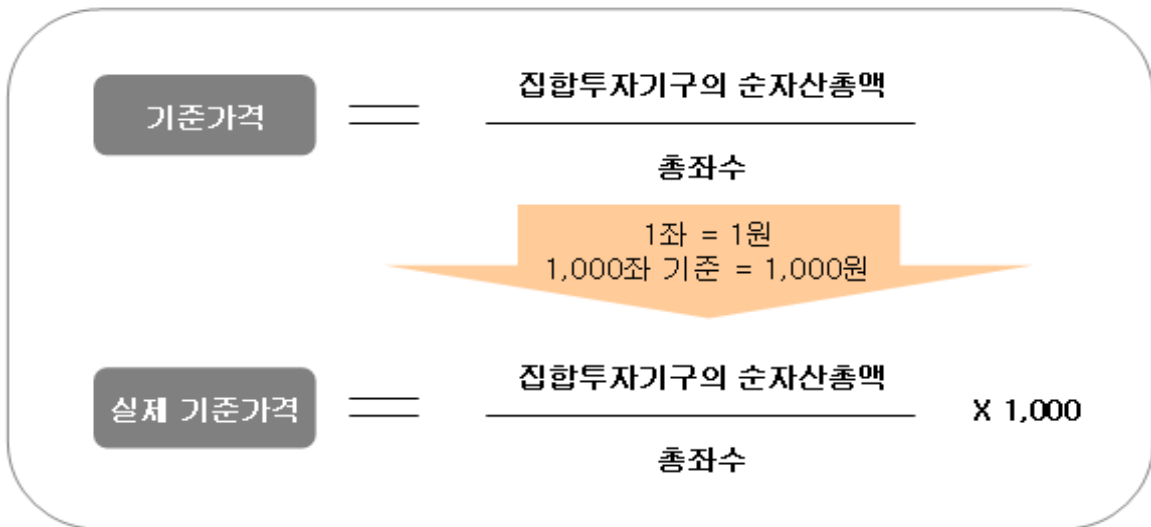 집합투자기구의 순자산총액
기준가격
총좌수
1좌 = 1원
1,000좌 기준 = 1,000원
집합투자기구의 순자산총액
실제 기준가격
X 1,000
총좌수